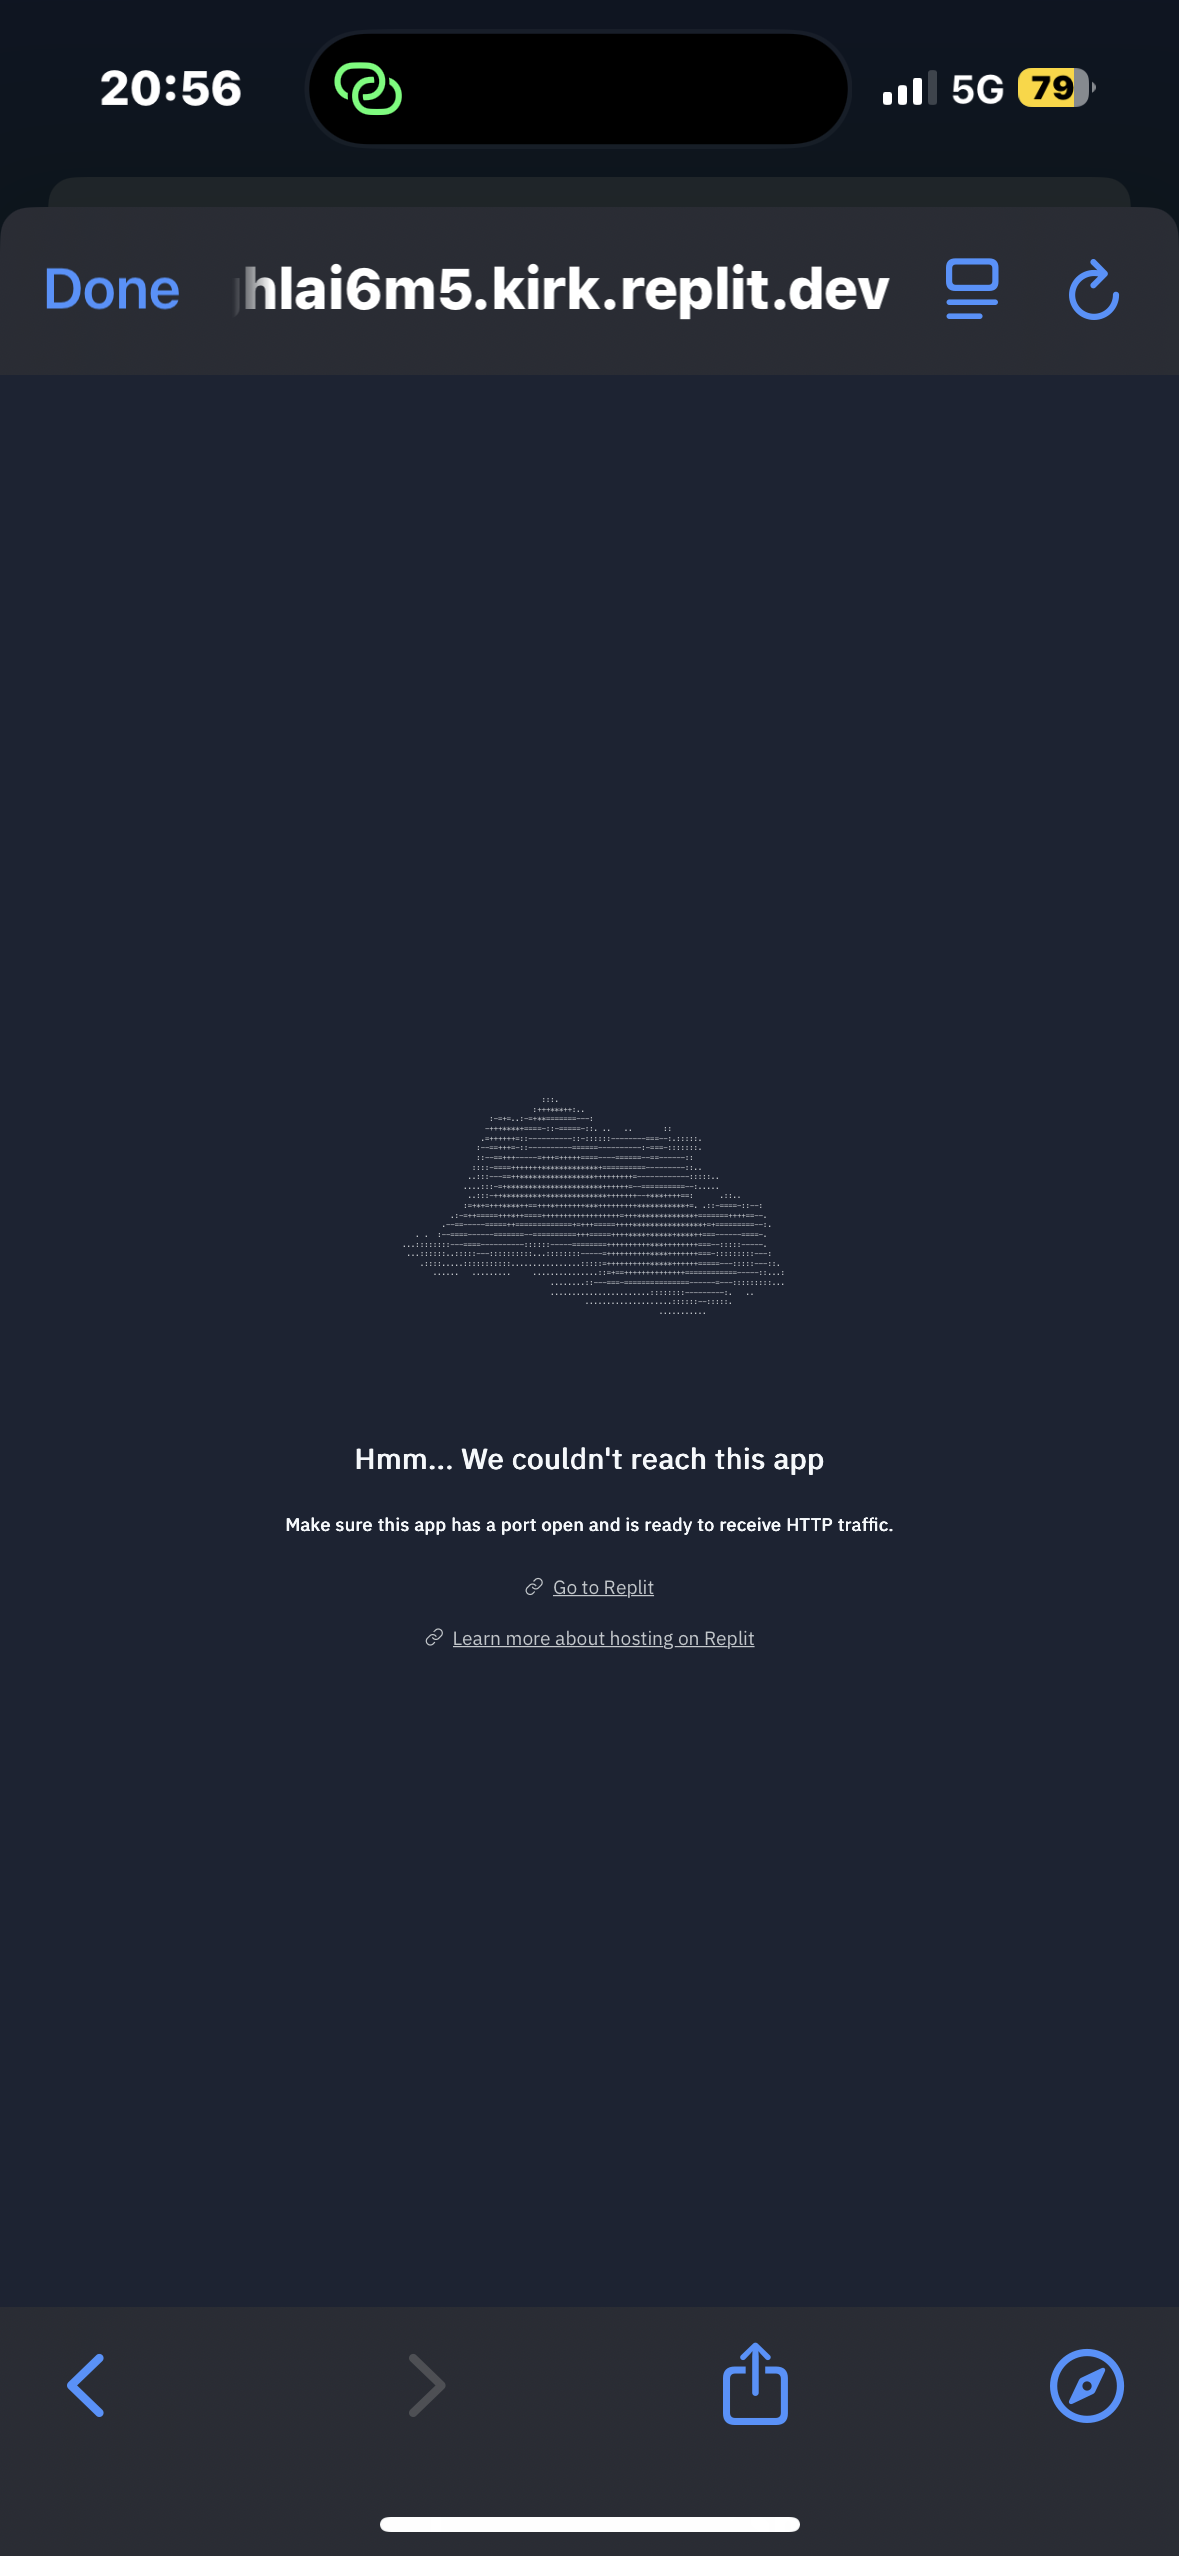 20:56
5G
79
Done
hlai6m5.kirk.replit.dev
Hmm... We couldn't reach this app
Make sure this app has a port open and is ready to receive HTTP traffic.
Go to Replit
Learn more about hosting on Replit